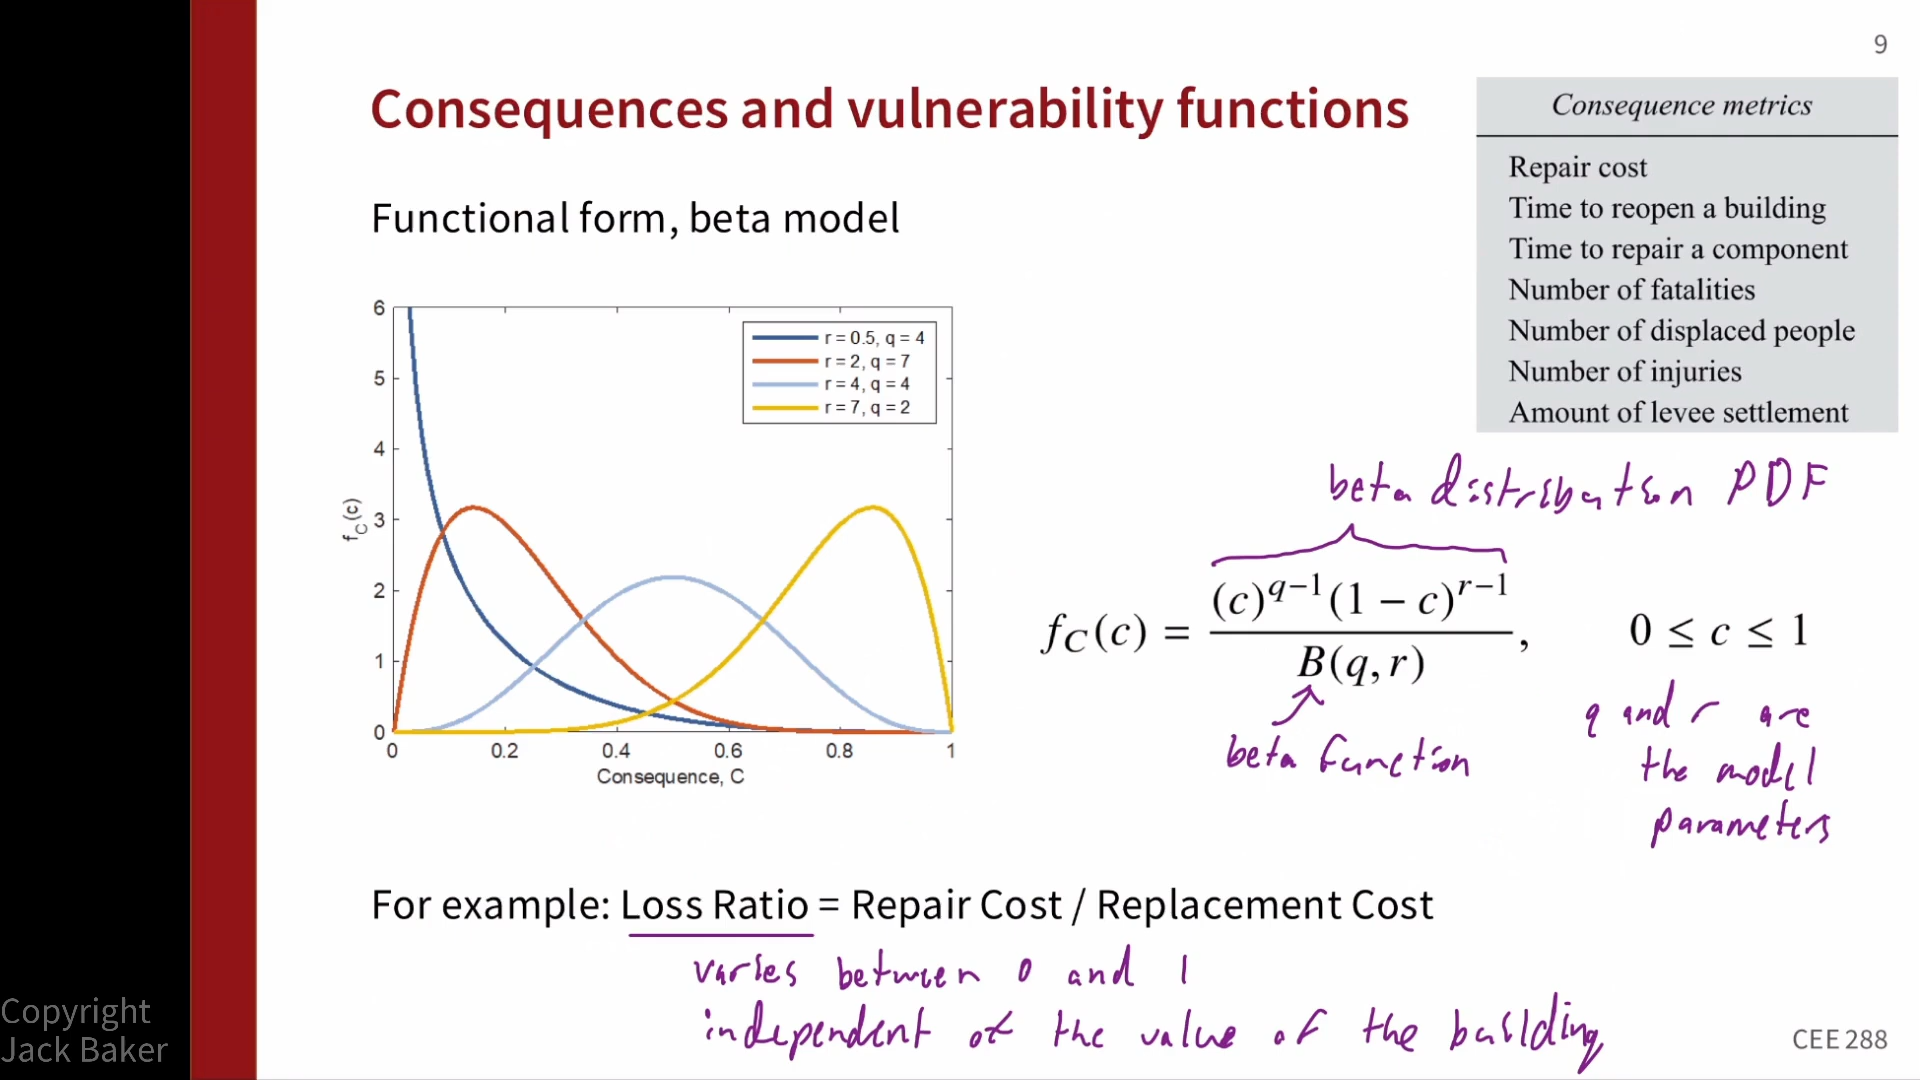 9
Consequences and vulnerability functions
Functional form, beta model
Consequence metrics
Repair cost
Time to reopen a building
Time to repair a component
Number of fatalities
Number of displaced people
Number of injuries
Amount of levee settlement
6
5
4
3
2
1
0
f_C(c)
r = 0.5, q = 4
r = 2, q = 7
r = 4, q = 4
r = 7, q = 2
0 0.2 0.4 0.6 0.8 1
Consequence, C
beta distribution PDF
f_C(c) = (c)^{q−1}(1 − c)^{r−1} / B(q, r), 0 ≤ c ≤ 1
beta function
q and r are
the model
parameters
For example: Loss Ratio = Repair Cost / Replacement Cost
varies between 0 and 1
independent of the value of the building
Copyright
Jack Baker
CEE 288